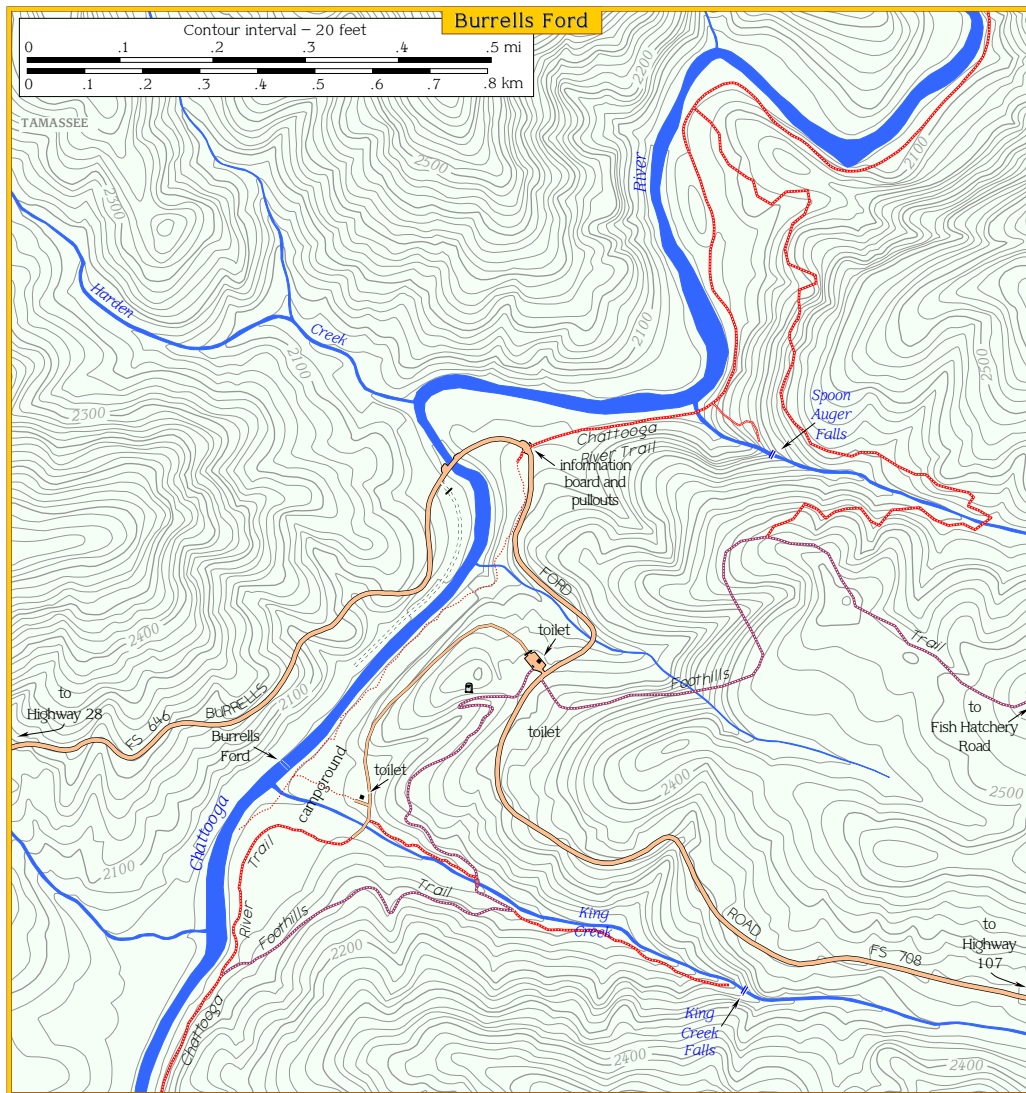 Burrells Ford
Contour interval – 20 feet
0 .1 .2 .3 .4 .5 mi
0 .1 .2 .3 .4 .5 .6 .7 .8 km
TAMASSEE
2200
2500
2300
River
2100
Harden
Creek
2100
2100
2500
2300
Spoon
Auger
Falls
Chattooga
River Trail
information
board and
pullouts
FORD
2400
toilet
Trail
Foothills
to
Highway 28
BURRELLS
FS 646
2100
to
Fish Hatchery
Road
Burrells
Ford
toilet
campground
toilet
2400
2500
Chattooga
Trail
2100
Trail
River
Foothills
King
Creek
ROAD
2200
FS 708
to
Highway
107
Chattooga
King
Creek
Falls
2400
2400